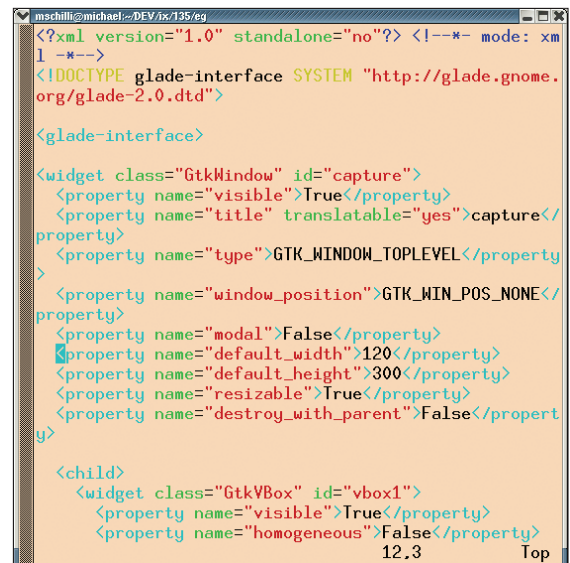 mschilli@michael:~/DEV/ix/135/eg
<?xml version="1.0" standalone="no"?> <!--*- mode: xm
l -*-->
<!DOCTYPE glade-interface SYSTEM "http://glade.gnome.
org/glade-2.0.dtd">
<glade-interface>
<widget class="GtkWindow" id="capture">
<property name="visible">True</property>
<property name="title" translatable="yes">capture</
property>
<property name="type">GTK_WINDOW_TOPLEVEL</property
>
<property name="window_position">GTK_WIN_POS_NONE</
property>
<property name="modal">False</property>
<property name="default_width">120</property>
<property name="default_height">300</property>
<property name="resizable">True</property>
<property name="destroy_with_parent">False</propert
y>
<child>
<widget class="GtkVBox" id="vbox1">
<property name="visible">True</property>
<property name="homogeneous">False</property>
12,3 Top